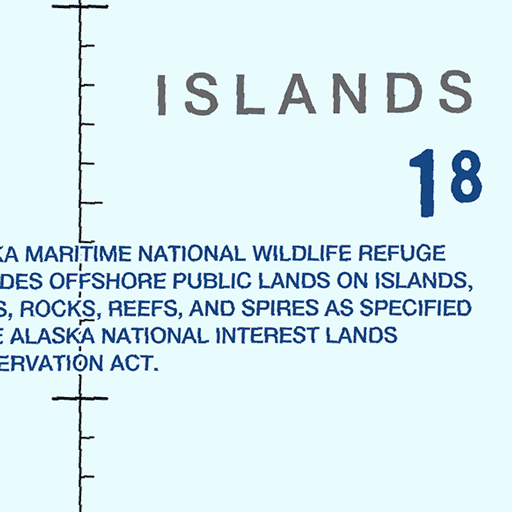 ISLANDS
18
KA MARITIME NATIONAL WILDLIFE REFUGE
DES OFFSHORE PUBLIC LANDS ON ISLANDS,
S, ROCKS, REEFS, AND SPIRES AS SPECIFIED
E ALASKA NATIONAL INTEREST LANDS
ERVATION ACT.